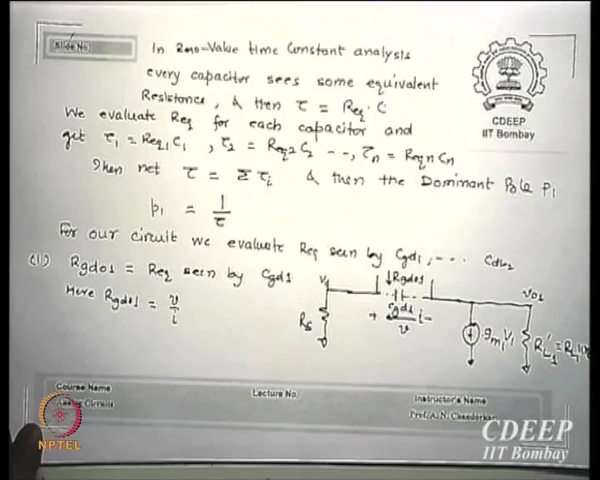 Slide No.
In Zero-Value time Constant analysis
every capacitor sees some equivalent
Resistance, & then τ = Req · C
We evaluate Req for each capacitor and
get τ1 = Req1 C1 , τ2 = Req2 C2 --, τn = Reqn Cn
Then net τ = Σ τi & then the Dominant Pole p1
p1 = 1/τ
For our circuit we evaluate Req seen by Cgd1, ---- Cdb2
(1) Rgdo1 = Req seen by Cgd1
Here Rgdo1 = v/i
V1
↓Rgdo1
Cgd1
+ v i -
Rs
gm1V1
vo1
CDEEP
IIT Bombay
Course Name
Analog Circuits
Lecture No.
Instructor's Name
Prof. A. N. Chandorkar
NPTEL
CDEEP
IIT Bombay